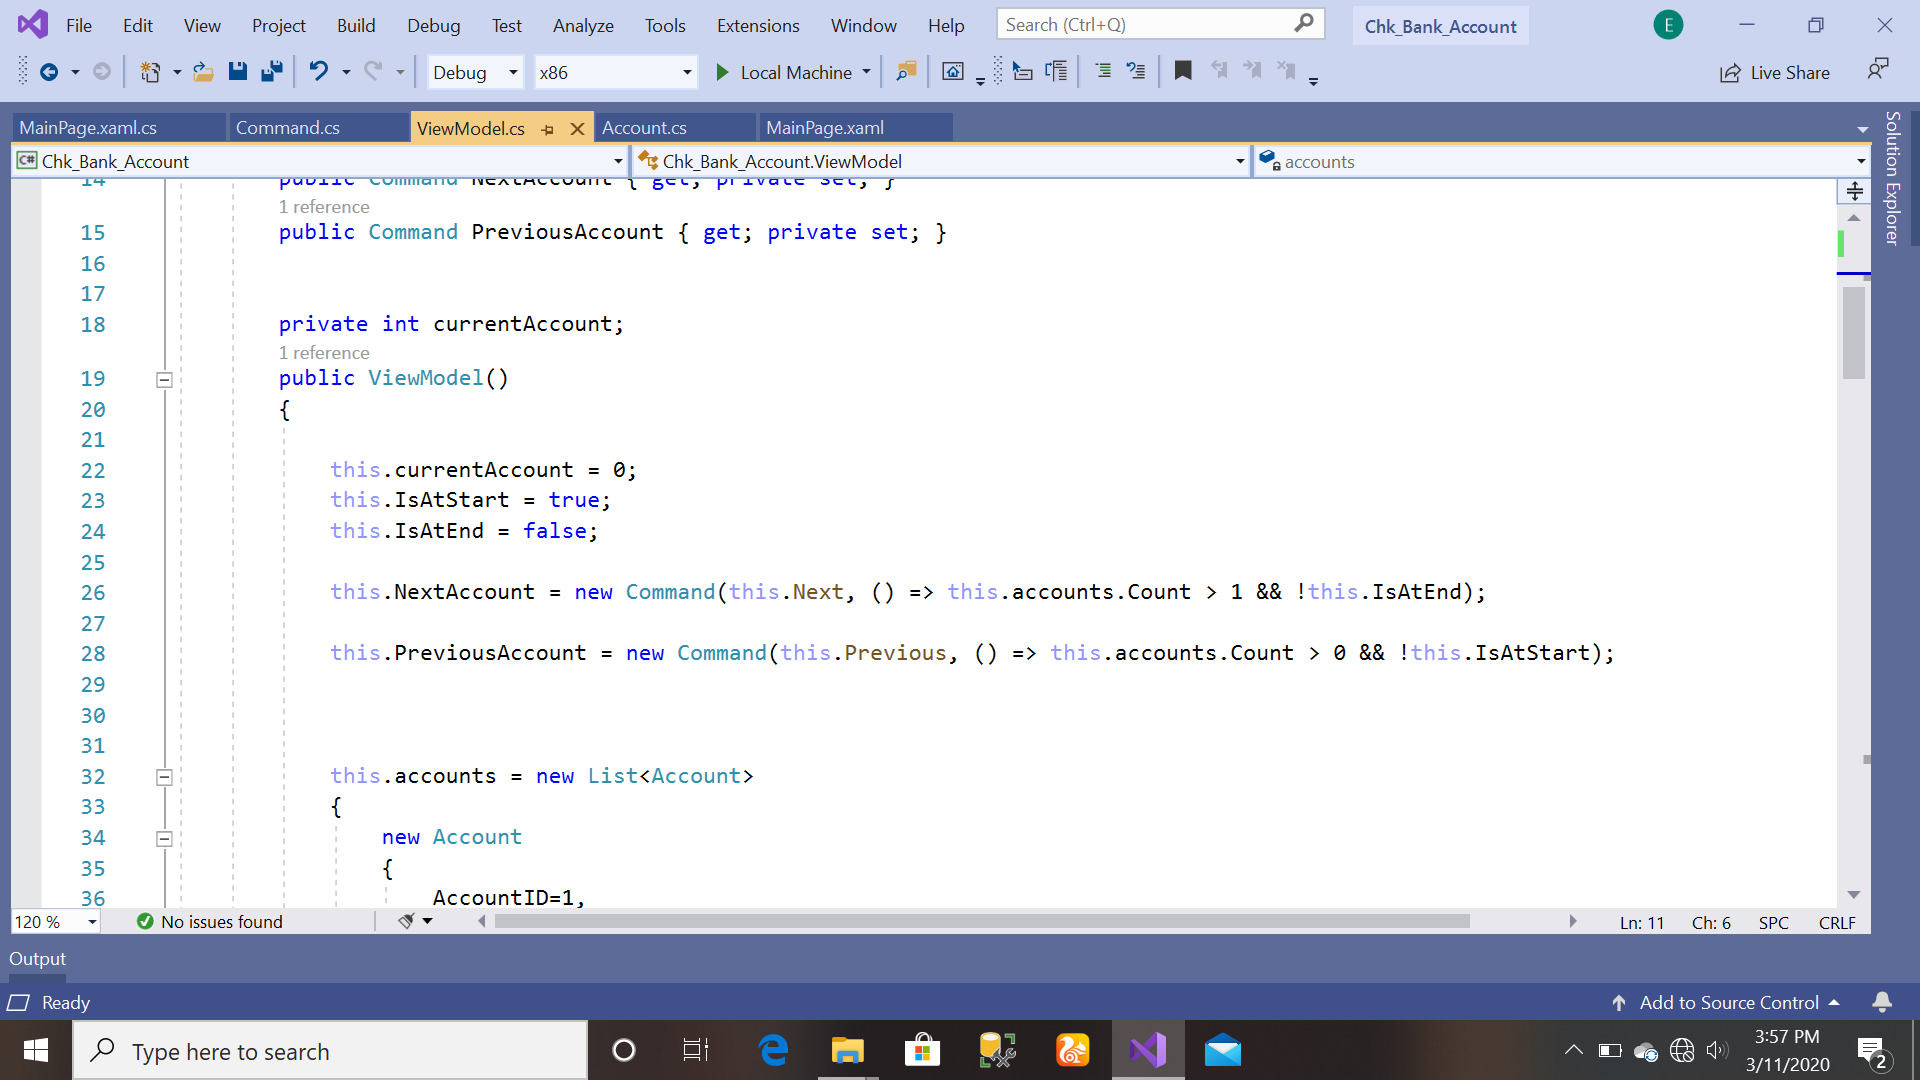 File Edit View Project Build Debug Test Analyze Tools Extensions Window Help Search (Ctrl+Q) Chk_Bank_Account E
Debug x86 Local Machine Live Share
MainPage.xaml.cs Command.cs ViewModel.cs Account.cs MainPage.xaml
C# Chk_Bank_Account Chk_Bank_Account.ViewModel accounts
Solution Explorer
14 public Command NextAccount { get; private set; }
1 reference
15 public Command PreviousAccount { get; private set; }
16
17
18 private int currentAccount;
1 reference
19 public ViewModel()
20 {
21
22 this.currentAccount = 0;
23 this.IsAtStart = true;
24 this.IsAtEnd = false;
25
26 this.NextAccount = new Command(this.Next, () => this.accounts.Count > 1 && !this.IsAtEnd);
27
28 this.PreviousAccount = new Command(this.Previous, () => this.accounts.Count > 0 && !this.IsAtStart);
29
30
31
32 this.accounts = new List<Account>
33 {
34 new Account
35 {
36 AccountID=1,
120 % No issues found Ln: 11 Ch: 6 SPC CRLF
Output
Ready Add to Source Control
Type here to search
3:57 PM
3/11/2020
2